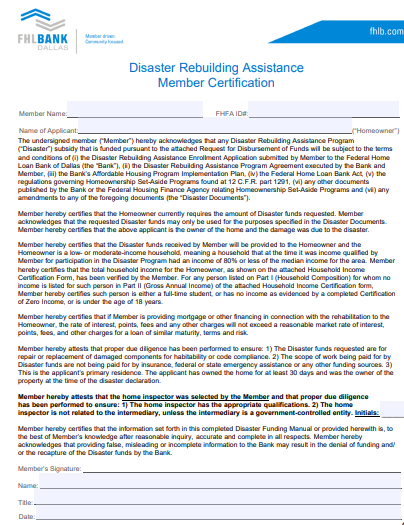 FHLBANK
DALLAS
Member driven.
Community focused.
fhlb.com
Disaster Rebuilding Assistance
Member Certification
Member Name: FHFA ID#:
Name of Applicant: ("Homeowner")
The undersigned member ("Member") hereby acknowledges that any Disaster Rebuilding Assistance Program
("Disaster") subsidy that is funded pursuant to the attached Request for Disbursement of Funds will be subject to the terms
and conditions of (i) the Disaster Rebuilding Assistance Enrollment Application submitted by Member to the Federal Home
Loan Bank of Dallas (the "Bank"), (ii) the Disaster Rebuilding Assistance Program Agreement executed by the Bank and
Member, (iii) the Bank's Affordable Housing Program Implementation Plan, (iv) the Federal Home Loan Bank Act, (v) the
regulations governing Homeownership Set-Aside Programs found at 12 C.F.R. part 1291, (vi) any other documents
published by the Bank or the Federal Housing Finance Agency relating Homeownership Set-Aside Programs and (vii) any
amendments to any of the foregoing documents (the "Disaster Documents").
Member hereby certifies that the Homeowner currently requires the amount of Disaster funds requested. Member
acknowledges that the requested Disaster funds may only be used for the purposes specified in the Disaster Documents.
Member hereby certifies that the above applicant is the owner of the home and the damage was due to the disaster.
Member hereby certifies that the Disaster funds received by Member will be provided to the Homeowner and the
Homeowner is a low- or moderate-income household, meaning a household that at the time it was income qualified by
Member for participation in the Disaster Program had an income of 80% or less of the median income for the area. Member
hereby certifies that the total household income for the Homeowner, as shown on the attached Household Income
Certification Form, has been verified by the Member. For any person listed on Part I (Household Composition) for whom no
income is listed for such person in Part II (Gross Annual Income) of the attached Household Income Certification form,
Member hereby certifies such person is either a full-time student, or has no income as evidenced by a completed Certification
of Zero Income, or is under the age of 18 years.
Member hereby certifies that if Member is providing mortgage or other financing in connection with the rehabilitation to the
Homeowner, the rate of interest, points, fees and any other charges will not exceed a reasonable market rate of interest,
points, fees, and other charges for a loan of similar maturity, terms and risk.
Member hereby attests that proper due diligence has been performed to ensure: 1) The Disaster funds requested are for
repair or replacement of damaged components for habitability or code compliance. 2) The scope of work being paid for by
Disaster funds are not being paid for by insurance, federal or state emergency assistance or any other funding sources. 3)
This is the applicant's primary residence. The applicant has owned the home for at least 30 days and was the owner of the
property at the time of the disaster declaration.
Member hereby attests that the home inspector was selected by the Member and that proper due diligence
has been performed to ensure: 1) The home inspector has the appropriate qualifications. 2) The home
inspector is not related to the intermediary, unless the intermediary is a government-controlled entity. Initials:
Member hereby certifies that the information set forth in this completed Disaster Funding Manual or provided herewith is, to
the best of Member's knowledge after reasonable inquiry, accurate and complete in all respects. Member hereby
acknowledges that providing false, misleading or incomplete information to the Bank may result in the denial of funding and/
or the recapture of Disaster funds by the Bank.
Member's Signature:
Name:
Title:
Date: